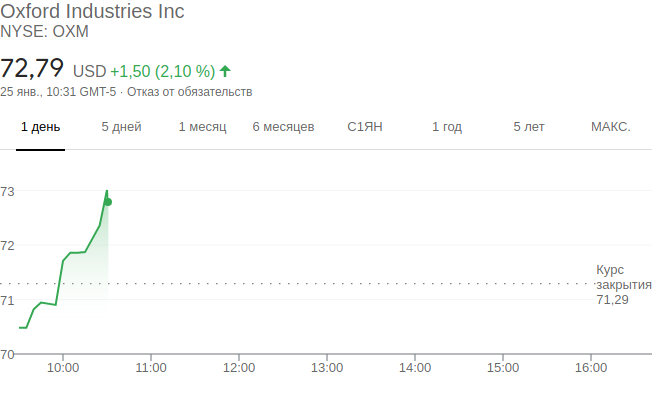 Oxford Industries Inc
NYSE: OXM
72,79 USD +1,50 (2,10 %)
25 янв., 10:31 GMT-5 · Отказ от обязательств
1 день 5 дней 1 месяц 6 месяцев С1ЯН 1 год 5 лет МАКС.
73
72
Курс
закрытия
71,29
71
70
10:00 11:00 12:00 13:00 14:00 15:00 16:00